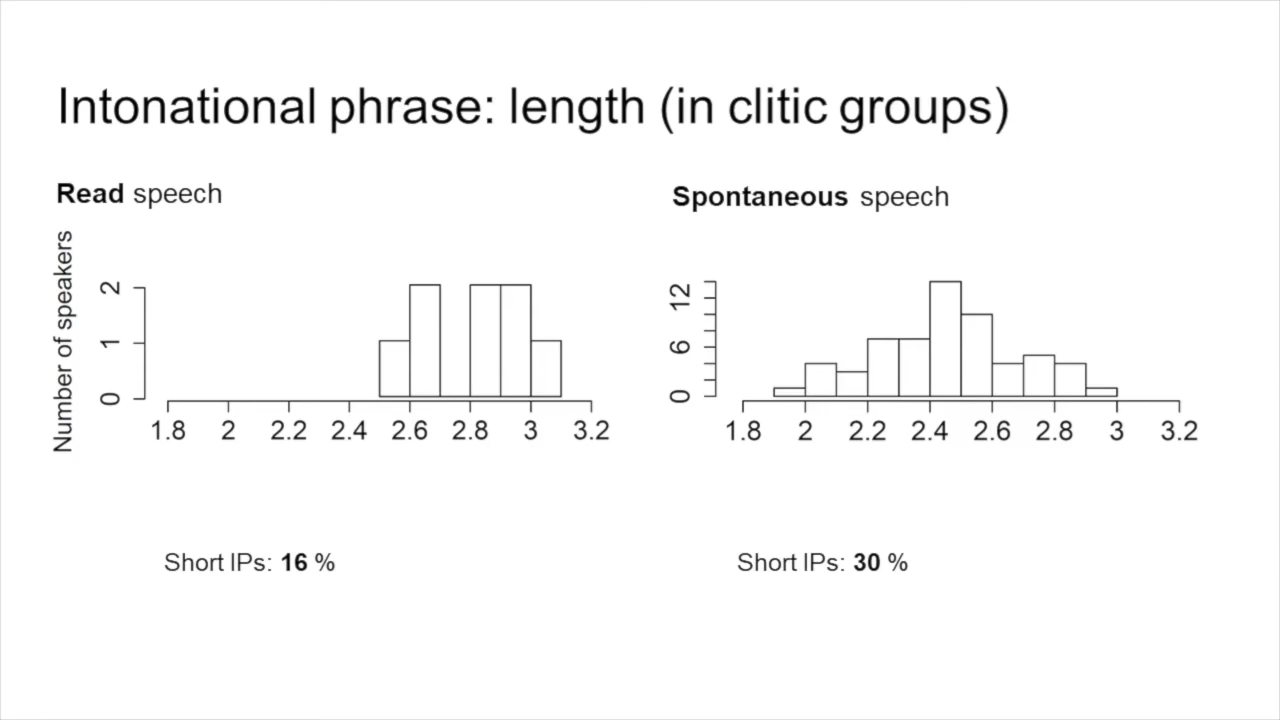 Intonational phrase: length (in clitic groups)
Read speech
Number of speakers
2
1
0
1.8 2 2.2 2.4 2.6 2.8 3 3.2
Short IPs: 16 %
Spontaneous speech
12
6
0
1.8 2 2.2 2.4 2.6 2.8 3 3.2
Short IPs: 30 %